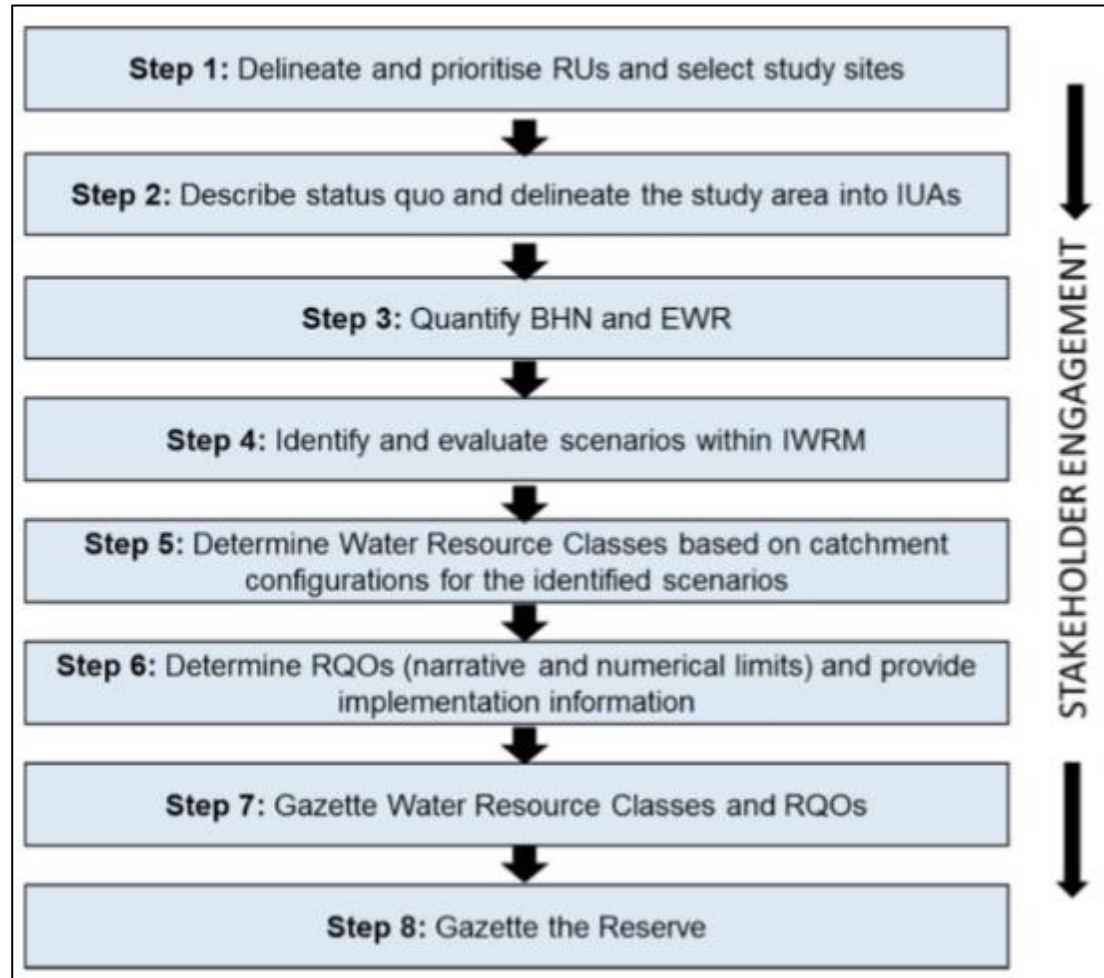 Step 1: Delineate and prioritise RUs and select study sites
Step 2: Describe status quo and delineate the study area into IUAs
Step 3: Quantify BHN and EWR
Step 4: Identify and evaluate scenarios within IWRM
Step 5: Determine Water Resource Classes based on catchment
configurations for the identified scenarios
Step 6: Determine RQOs (narrative and numerical limits) and provide
implementation information
Step 7: Gazette Water Resource Classes and RQOs
Step 8: Gazette the Reserve
STAKEHOLDER ENGAGEMENT